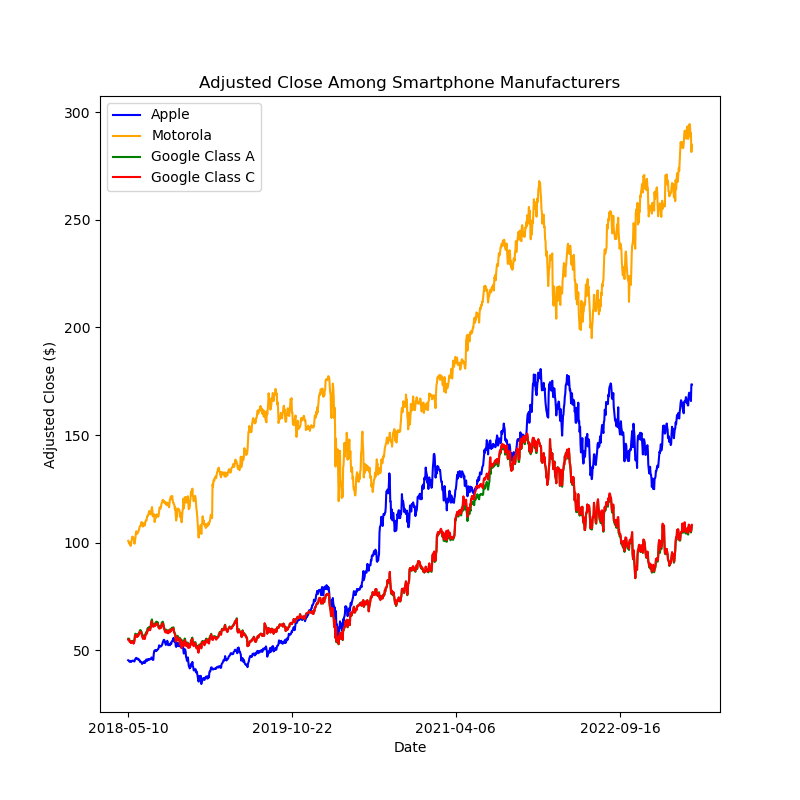 Adjusted Close Among Smartphone Manufacturers
Apple
Motorola
Google Class A
Google Class C
300
250
200
150
100
50
Adjusted Close ($)
2018-05-10
2019-10-22
2021-04-06
2022-09-16
Date